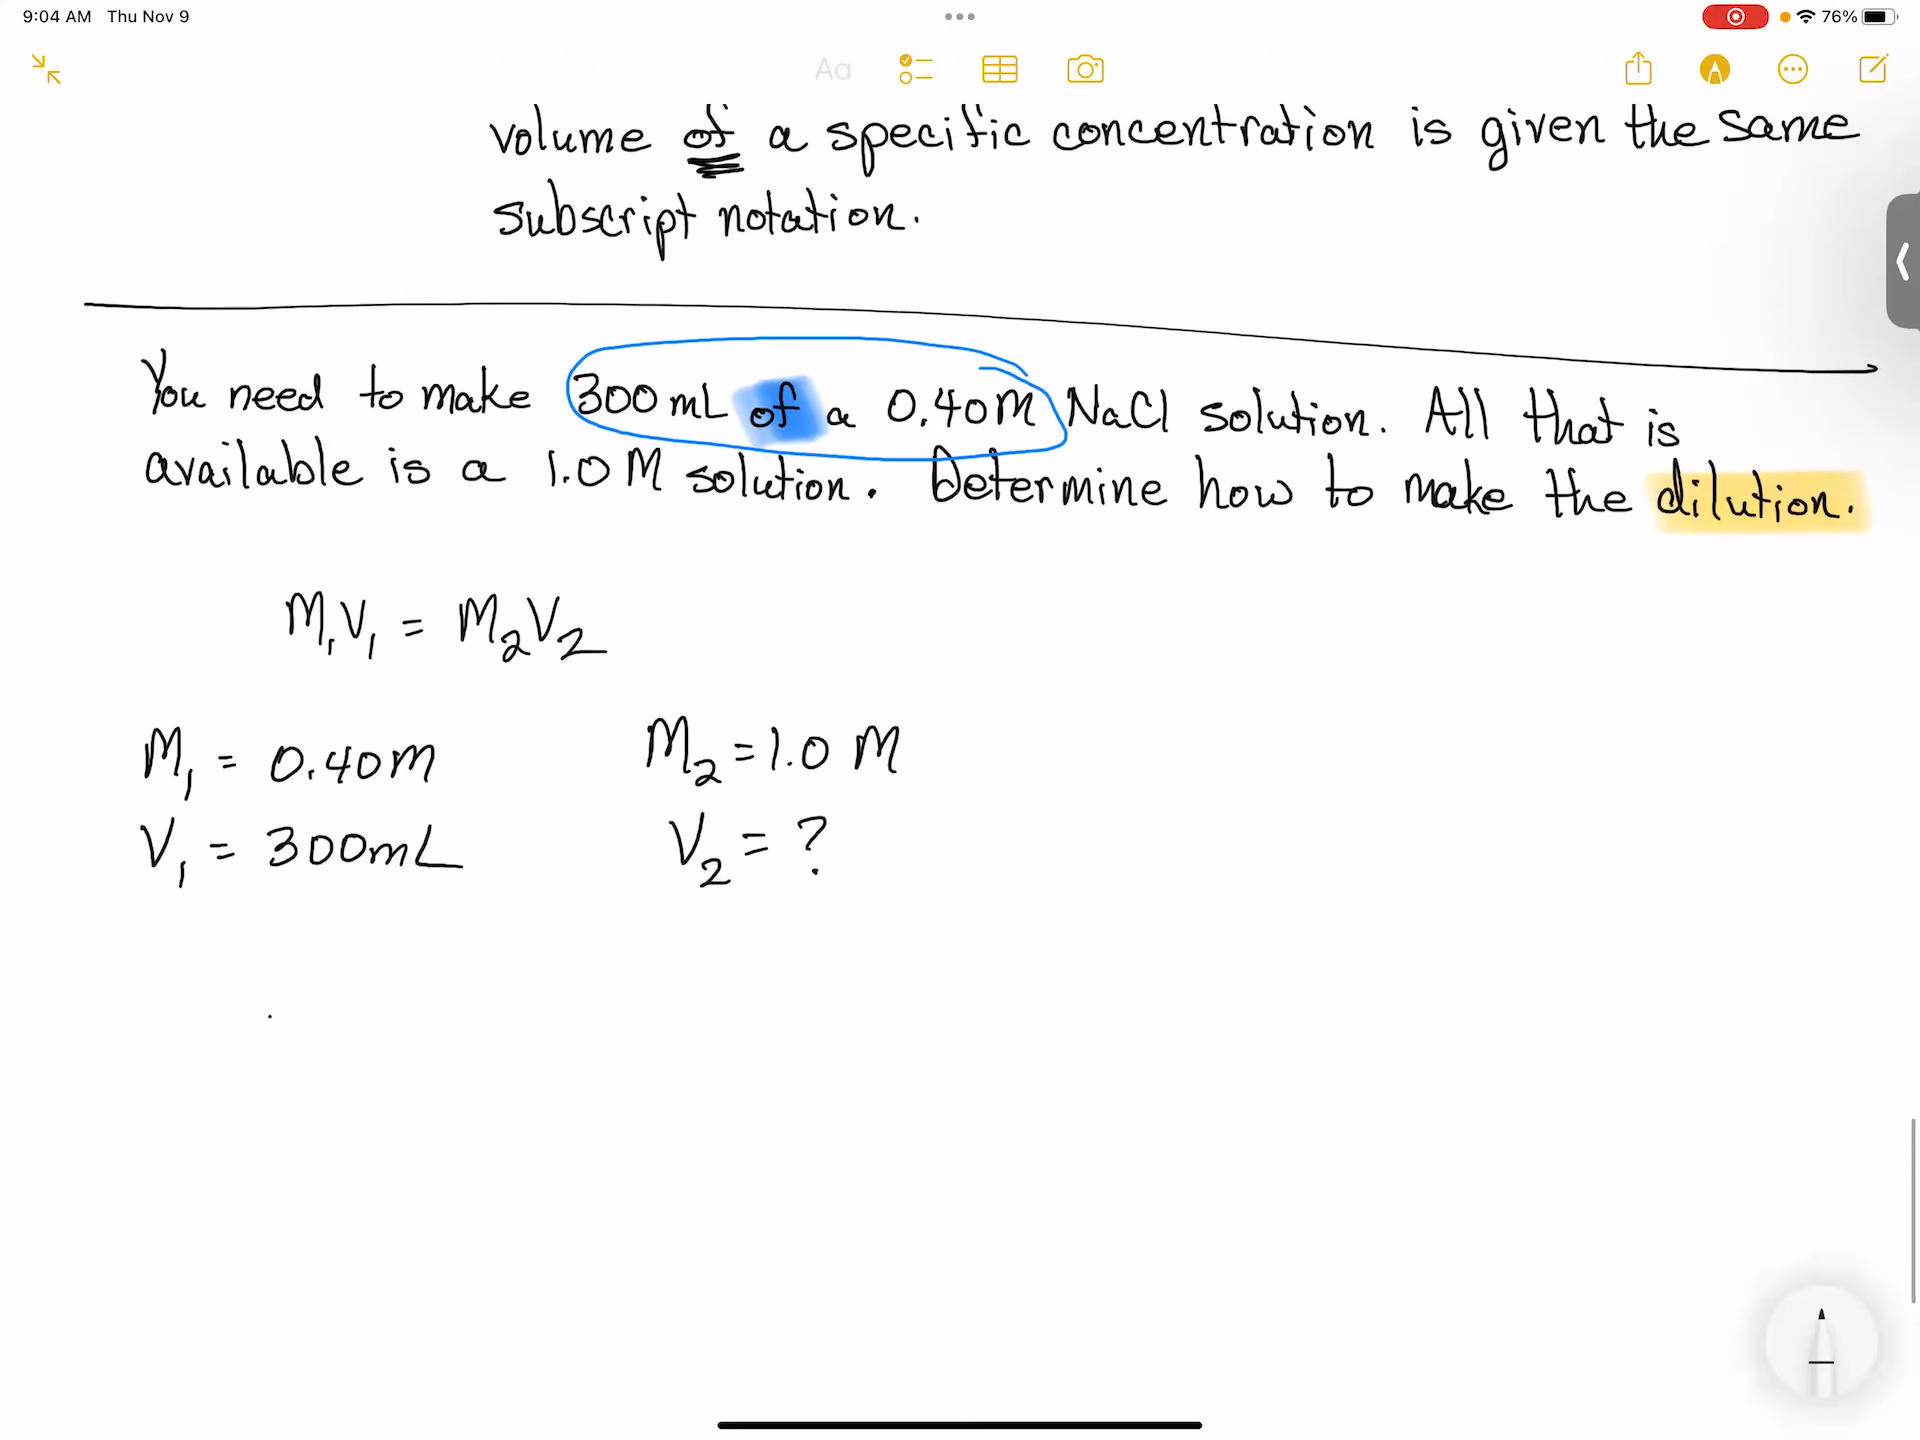 9:04 AM Thu Nov 9
76%
Aa
volume of a specific concentration is given the same
subscript notation.
You need to make 300 mL of a 0.40 M NaCl solution. All that is
available is a 1.0 M solution. Determine how to make the dilution.
M₁V₁ = M₂V₂
M₁ = 0.40 M M₂ = 1.0 M
V₁ = 300 mL V₂ = ?